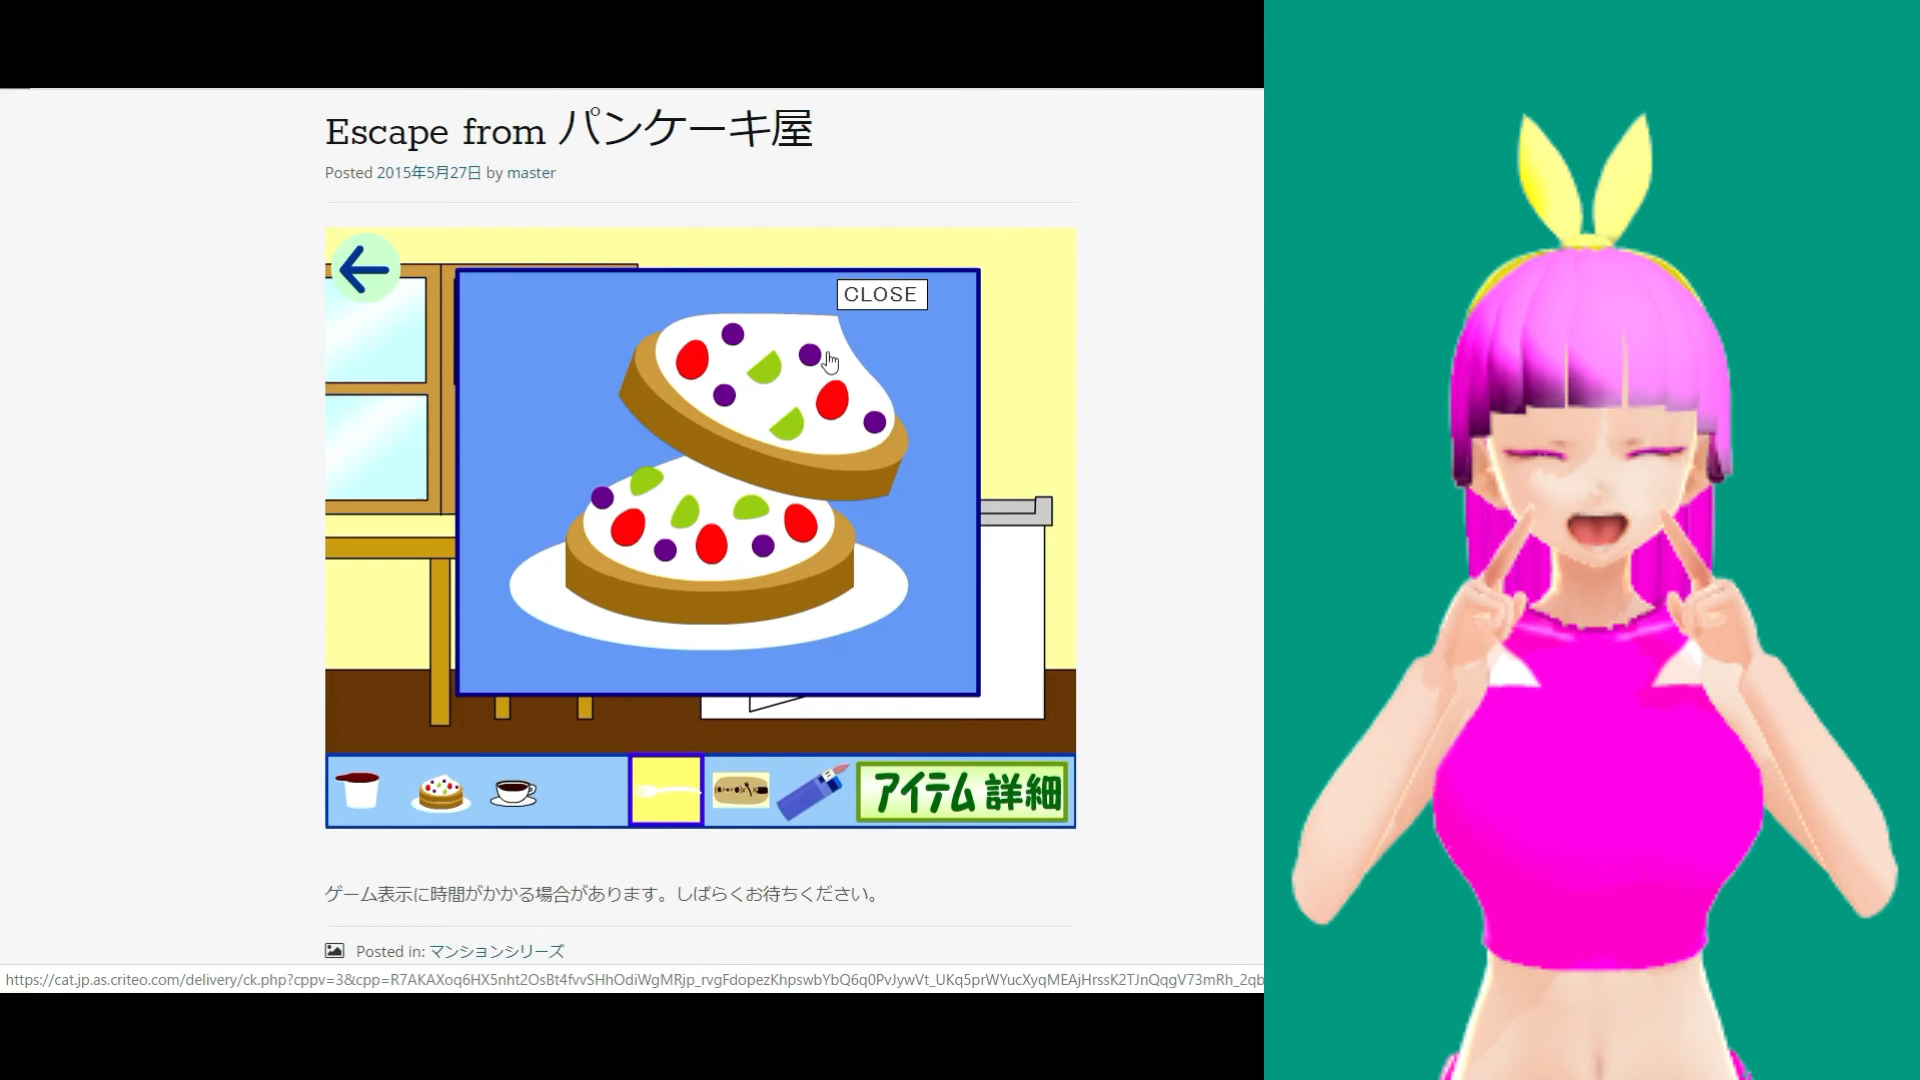 Escape from パンケーキ屋
Posted 2015年5月27日 by master
CLOSE
アイテム 詳細
ゲーム表示に時間がかかる場合があります。しばらくお待ちください。
Posted in: マンションシリーズ
https://cat.jp.as.criteo.com/delivery/ck.php?cppv=3&cpp=R7AKAXoq6HX5nht2OsBt4fvvSHhOdiWgMRjp_rvgFdopezKhpswbYbQ6q0PvJywVt_UKq5prWYucXyqMEAjHrssK2TJnQqgV73mRh_2qb